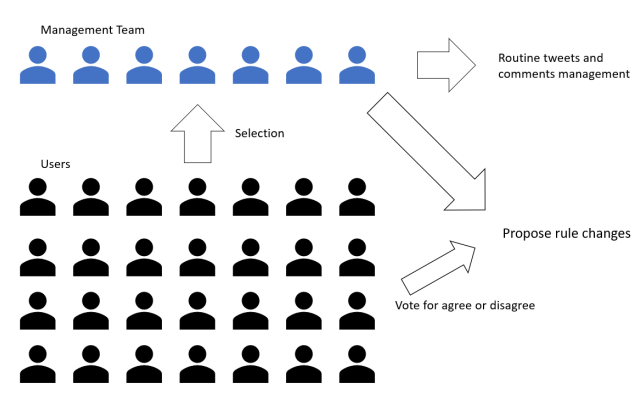 Management Team
Routine tweets and
comments management
Selection
Users
Propose rule changes
Vote for agree or disagree